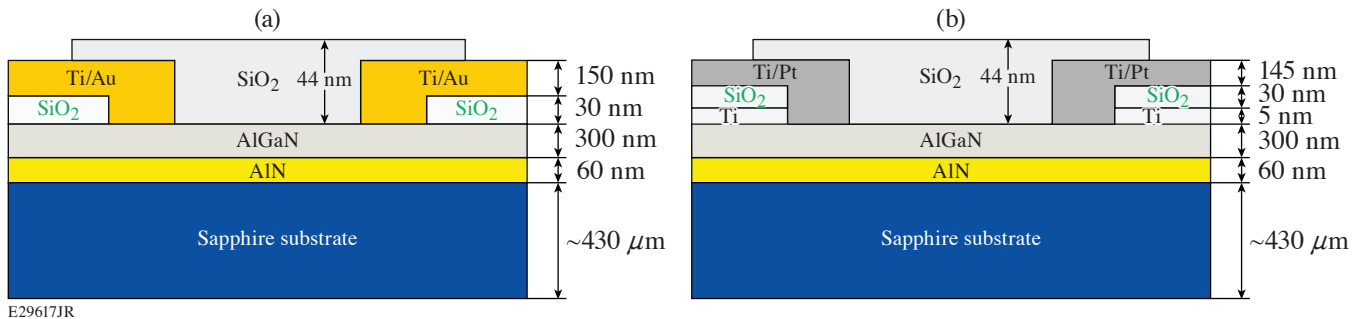 (a)
Ti/Au
SiO₂
44 nm
Ti/Au
150 nm
SiO₂
SiO₂
30 nm
AlGaN
300 nm
AlN
60 nm
Sapphire substrate
~430 μm
E29617JR
(b)
Ti/Pt
SiO₂
44 nm
Ti/Pt
145 nm
SiO₂
SiO₂
30 nm
Ti
Ti
5 nm
AlGaN
300 nm
AlN
60 nm
Sapphire substrate
~430 μm